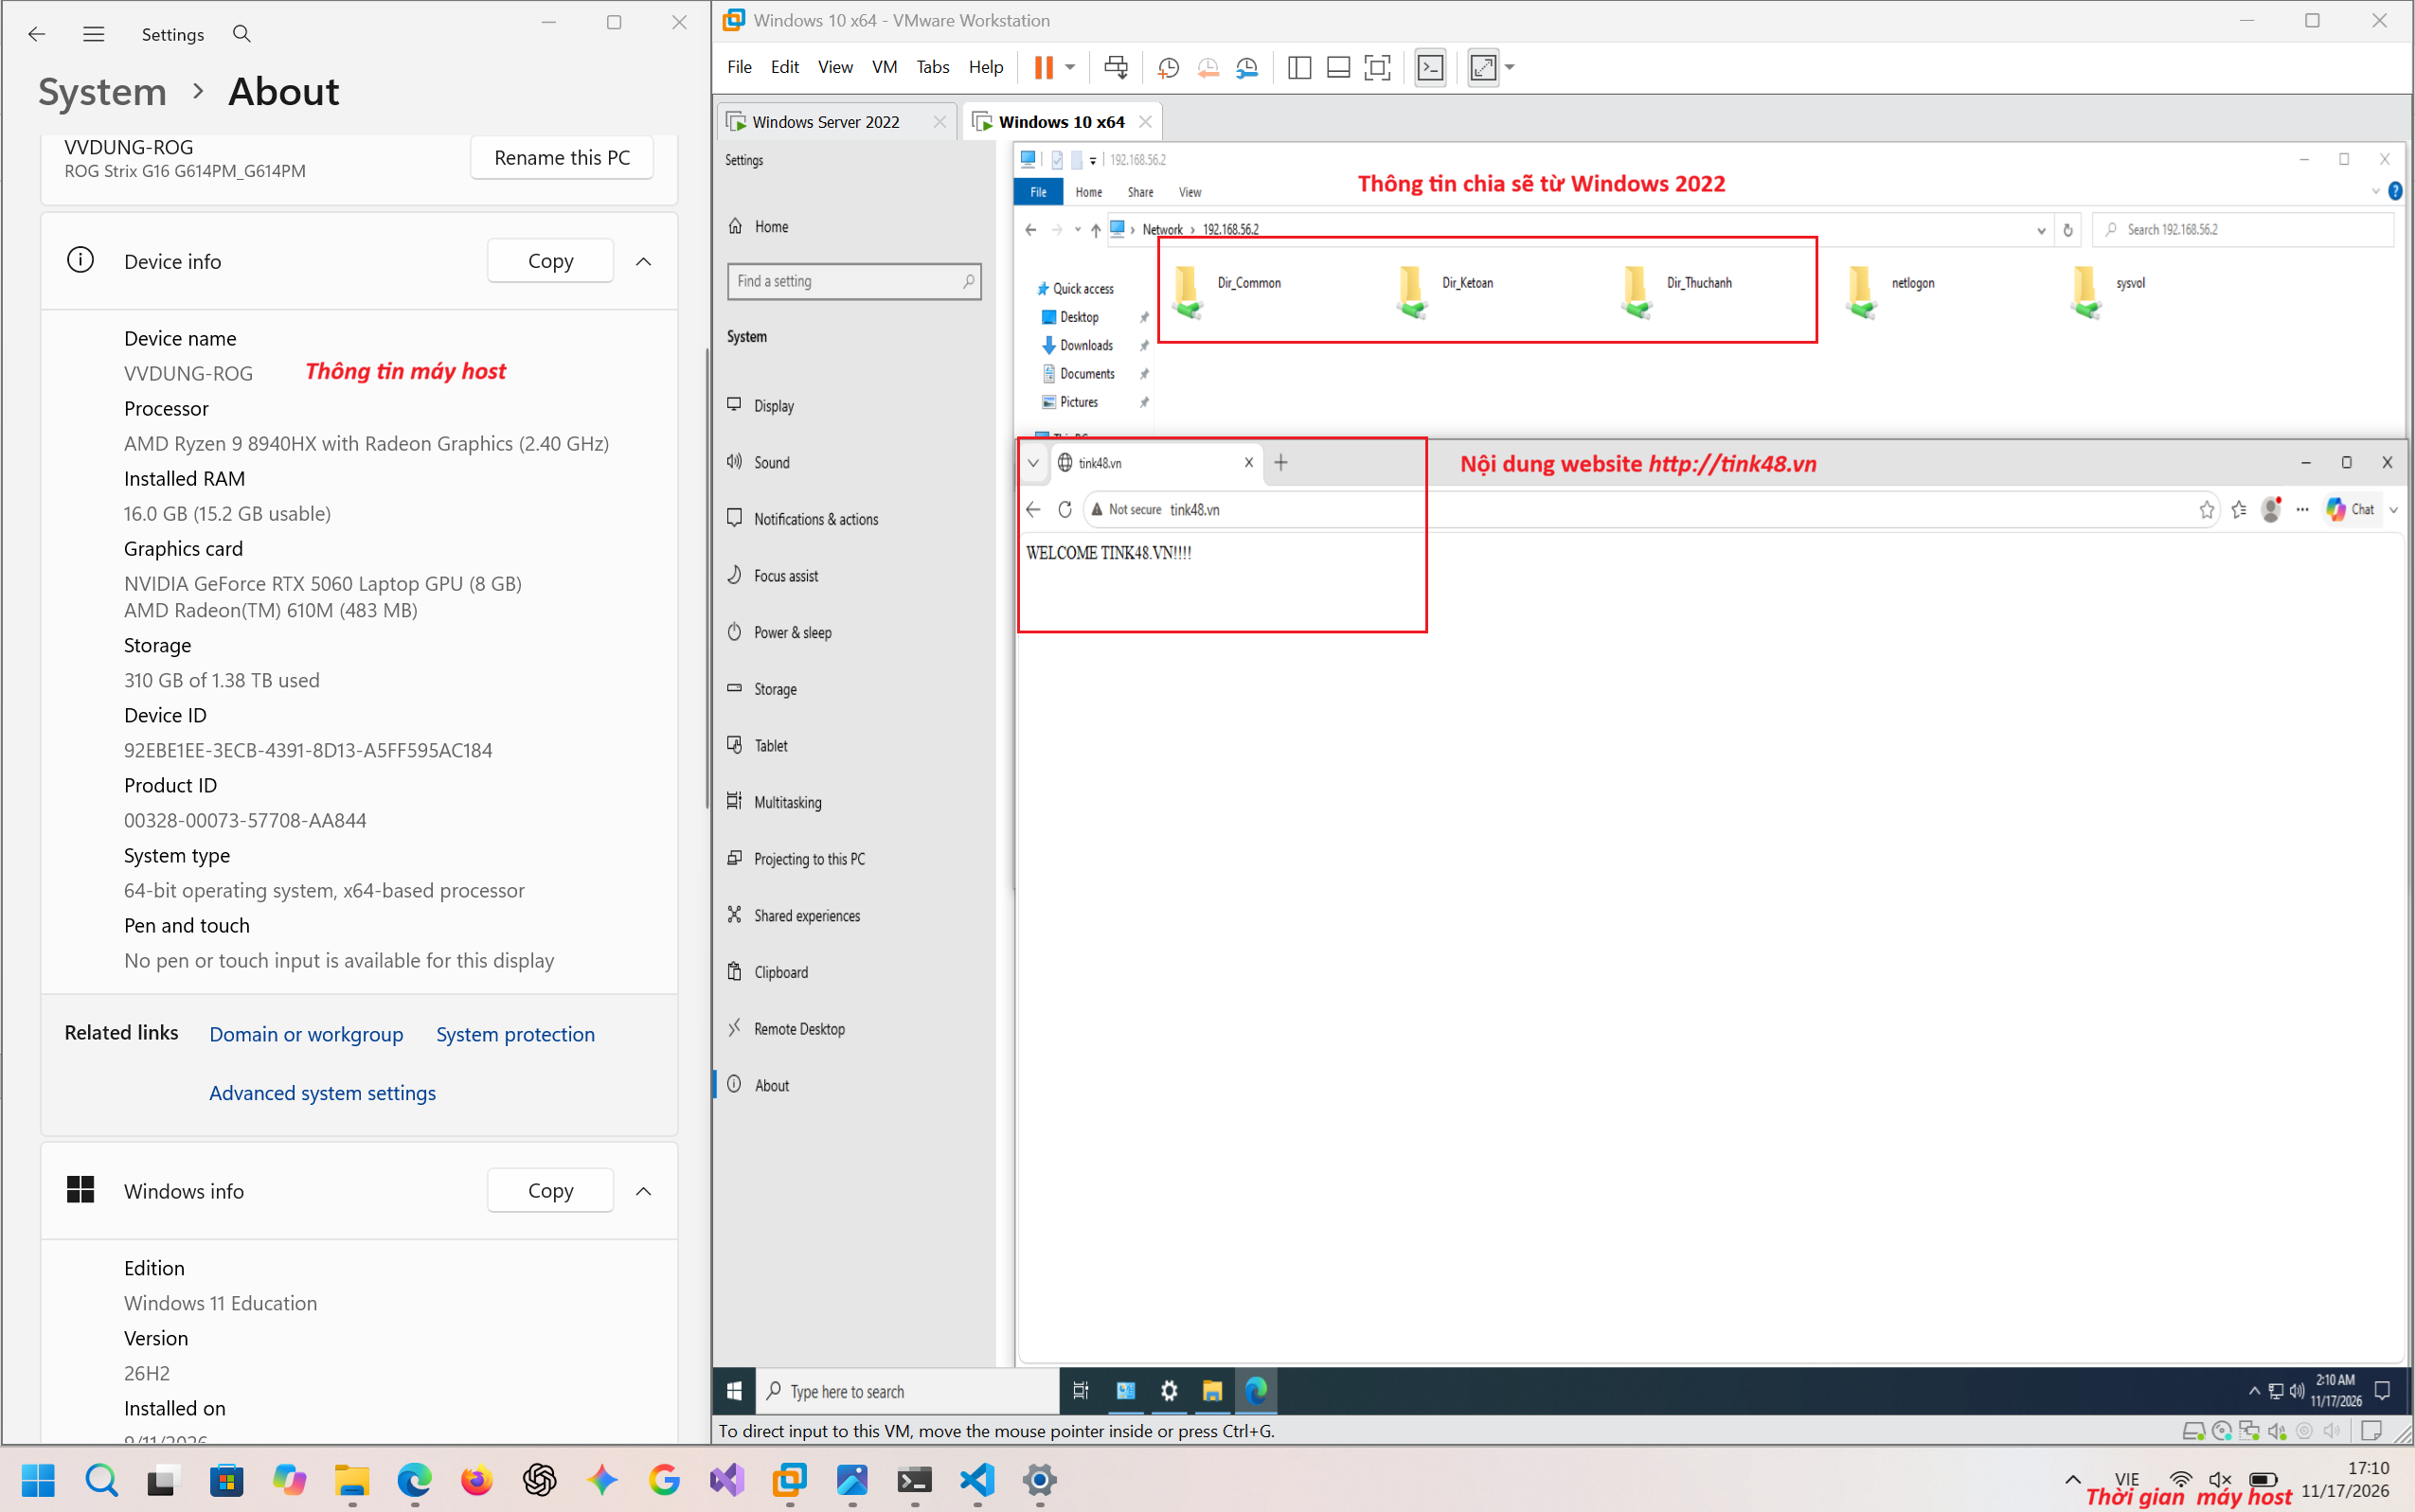 Settings
System > About
VVDUNG-ROG
ROG Strix G16 G614PM_G614PM
Rename this PC
Device info
Copy
Device name
VVDUNG-ROG
Thông tin máy host
Processor
AMD Ryzen 9 8940HX with Radeon Graphics (2.40 GHz)
Installed RAM
16.0 GB (15.2 GB usable)
Graphics card
NVIDIA GeForce RTX 5060 Laptop GPU (8 GB)
AMD Radeon(TM) 610M (483 MB)
Storage
310 GB of 1.38 TB used
Device ID
92EBE1EE-3ECB-4391-8D13-A5FF595AC184
Product ID
00328-00073-57708-AA844
System type
64-bit operating system, x64-based processor
Pen and touch
No pen or touch input is available for this display
Related links Domain or workgroup System protection
Advanced system settings
Windows info
Copy
Edition
Windows 11 Education
Version
26H2
Installed on
9/11/2026
Windows 10 x64 - VMware Workstation
File Edit View VM Tabs Help
Windows Server 2022
Windows 10 x64
Settings
Home
Find a setting
System
Display
Sound
Notifications & actions
Focus assist
Power & sleep
Storage
Tablet
Multitasking
Projecting to this PC
Shared experiences
Clipboard
Remote Desktop
About
192.168.56.2
File Home Share View
Thông tin chia sẽ từ Windows 2022
Network > 192.168.56.2
Search 192.168.56.2
Quick access
Desktop
Downloads
Documents
Pictures
Dir_Common
Dir_Ketoan
Dir_Thuchanh
netlogon
sysvol
tink48.vn
Nội dung website http://tink48.vn
Not secure tink48.vn
Chat
WELCOME TINK48.VN!!!!
Type here to search
2:10 AM
11/17/2026
To direct input to this VM, move the mouse pointer inside or press Ctrl+G.
VIE
17:10
11/17/2026
Thời gian máy host